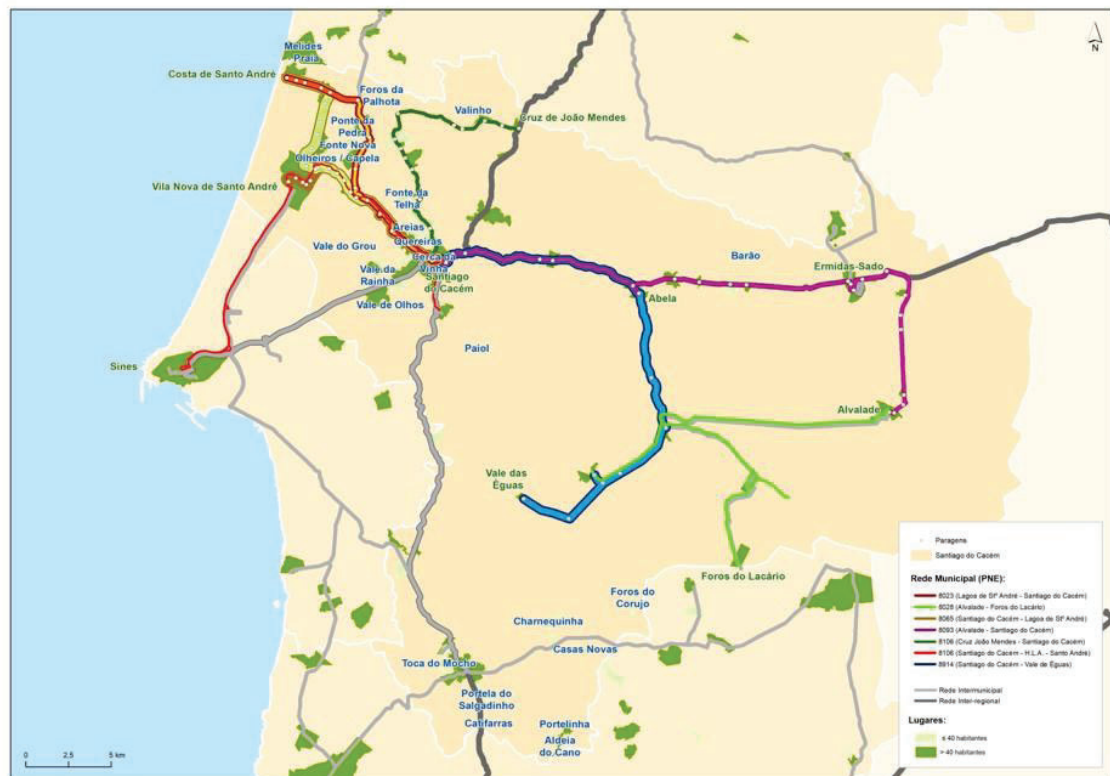 N
Melides
Praia
Costa de Santo André
Foros da
Palhota
Valinho
Cruz de João Mendes
Ponte da
Pedra
Fonte Nova
Olheiros / Capela
Vila Nova de Santo André
Fonte da
Telha
Areias
Quereiras
Vale do Grou
Cerca da
Vinha
Barão
Vale da
Rainha
Santiago
do Cacém
Ermidas-Sado
Abela
Vale de Olhos
Paiol
Sines
Alvalade
Vale das
Éguas
Foros do Lacário
Foros do
Corujo
Charnequinha
Casas Novas
Toca do Mocho
Portela do
Salgadinho
Catifarras
Portelinha
Aldeia
do Cano
0 2,5 5 km
Paragens
Santiago do Cacém
Rede Municipal (PNE):
8023 (Lagoa de Stº André - Santiago do Cacém)
8028 (Alvalade - Foros do Lacário)
8065 (Santiago do Cacém - Lagoa de Stº André)
8093 (Alvalade - Santiago do Cacém)
8106 (Cruz João Mendes - Santiago do Cacém)
8108 (Santiago do Cacém - H.L.A. - Santo André)
8914 (Santiago do Cacém - Vale de Éguas)
Rede Intermunicipal
Rede Inter-regional
Lugares:
≤ 40 habitantes
> 40 habitantes